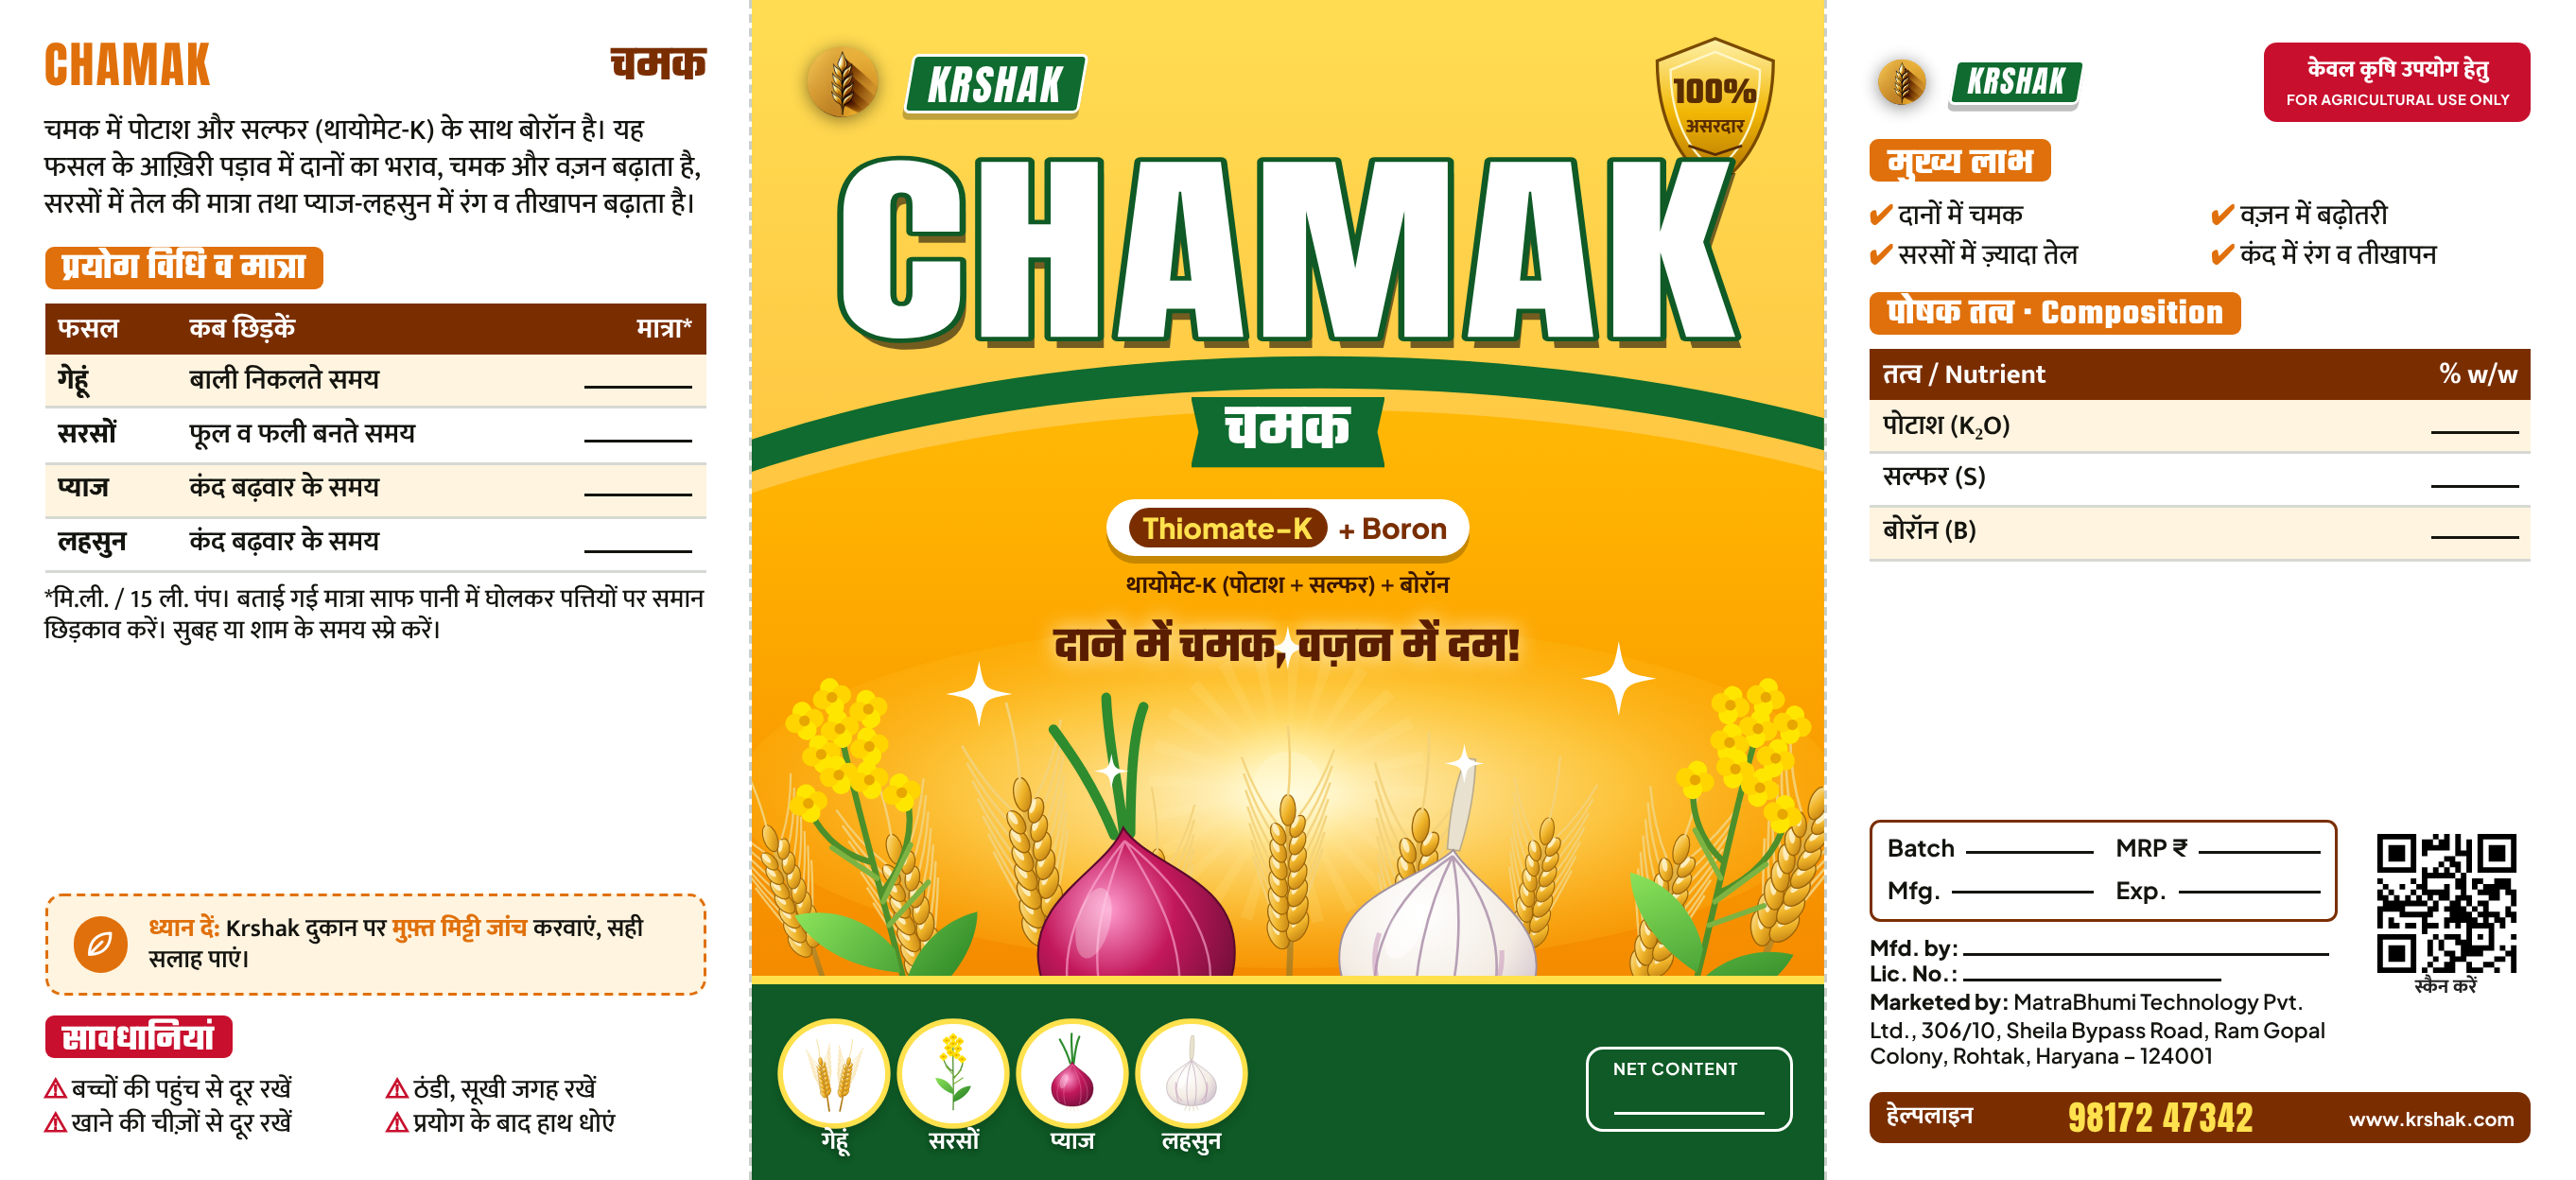 CHAMAK
चमक
चमक में पोटाश और सल्फर (थायोमेट-K) के साथ बोरॉन है। यह
फसल के आख़िरी पड़ाव में दानों का भराव, चमक और वज़न बढ़ाता है,
सरसों में तेल की मात्रा तथा प्याज-लहसुन में रंग व तीखापन बढ़ाता है।
प्रयोग विधि व मात्रा
फसल कब छिड़कें मात्रा*
गेहूं बाली निकलते समय
सरसों फूल व फली बनते समय
प्याज कंद बढ़वार के समय
लहसुन कंद बढ़वार के समय
*मि.ली. / 15 ली. पंप। बताई गई मात्रा साफ पानी में घोलकर पत्तियों पर समान
छिड़काव करें। सुबह या शाम के समय स्प्रे करें।
ध्यान दें: Krshak दुकान पर मुफ़्त मिट्टी जांच करवाएं, सही
सलाह पाएं।
सावधानियां
बच्चों की पहुंच से दूर रखें
ठंडी, सूखी जगह रखें
खाने की चीज़ों से दूर रखें
प्रयोग के बाद हाथ धोएं
KRSHAK
100%
असरदार
CHAMAK
चमक
Thiomate-K + Boron
थायोमेट-K (पोटाश + सल्फर) + बोरॉन
दाने में चमक, वज़न में दम!
गेहूं सरसों प्याज लहसुन
NET CONTENT
KRSHAK
केवल कृषि उपयोग हेतु
FOR AGRICULTURAL USE ONLY
मुख्य लाभ
✔ दानों में चमक
✔ वज़न में बढ़ोतरी
✔ सरसों में ज़्यादा तेल
✔ कंद में रंग व तीखापन
पोषक तत्व · Composition
तत्व / Nutrient % w/w
पोटाश (K₂O)
सल्फर (S)
बोरॉन (B)
Batch MRP ₹
Mfg. Exp.
स्कैन करें
Mfd. by:
Lic. No.:
Marketed by: MatraBhumi Technology Pvt.
Ltd., 306/10, Sheila Bypass Road, Ram Gopal
Colony, Rohtak, Haryana – 124001
हेल्पलाइन 98172 47342 www.krshak.com